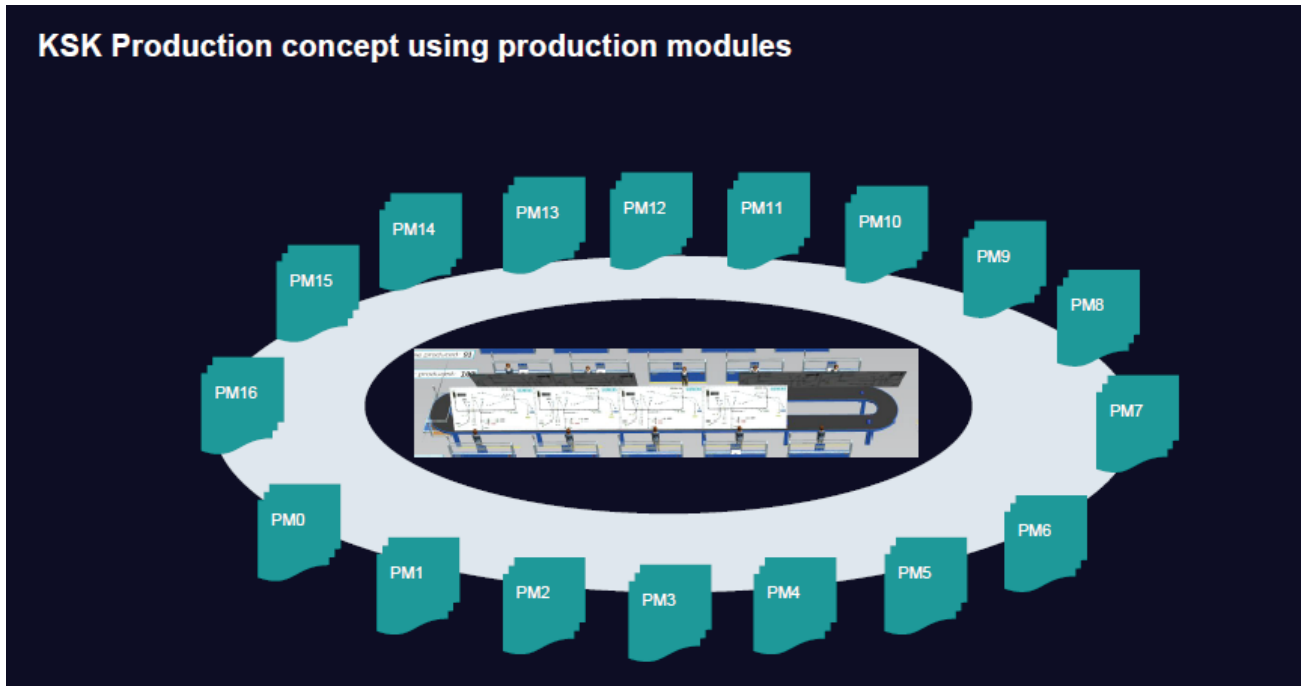 KSK Production concept using production modules
PM12
PM11
PM13
PM10
PM14
PM9
PM15
PM8
PM16
PM7
PM0
PM6
PM1
PM5
PM2
PM4
PM3